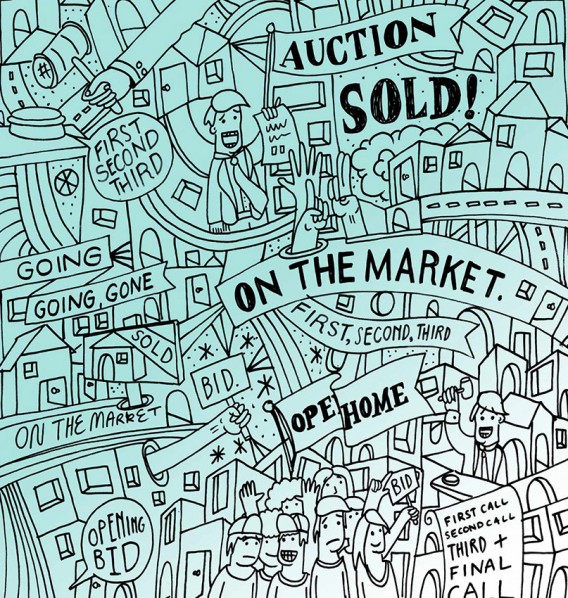 AUCTION
SOLD!
#
FIRST
SECOND
THIRD
GOING
GOING, GONE
ON THE MARKET.
FIRST, SECOND, THIRD
SOLD
BID.
OPE HOME
ON THE MARKET
BID
OPENING
BID
FIRST CALL
SECOND CALL
THIRD +
FINAL
CALL